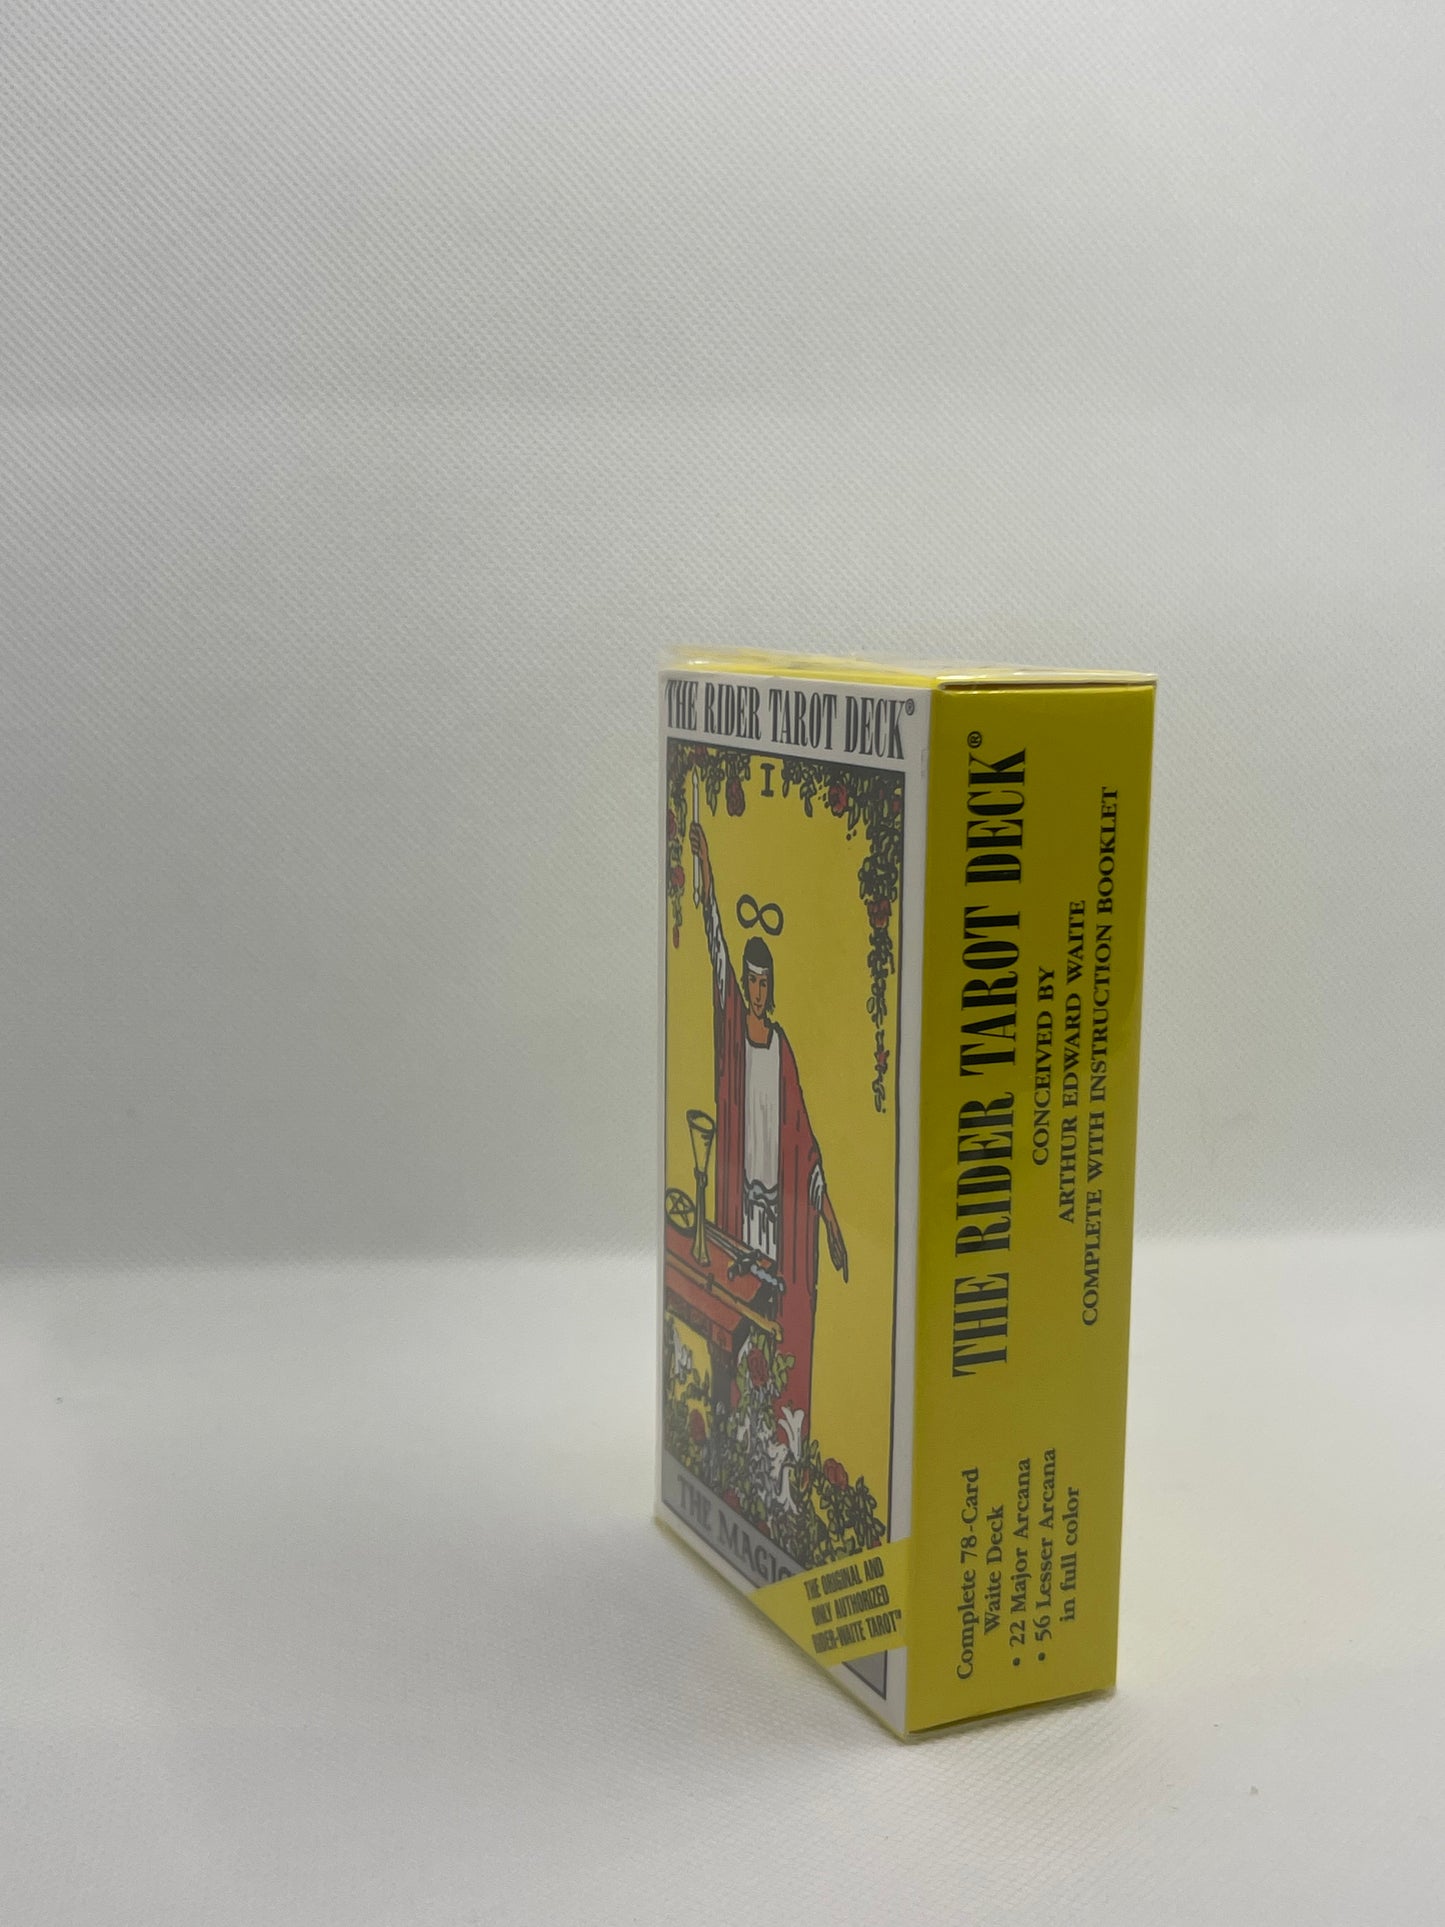 THE RIDER TAROT DECK®
I
THE MAGIC
THE ORIGINAL AND
ONLY AUTHORIZED
RIDER-WAITE TAROT™
THE RIDER TAROT DECK®
CONCEIVED BY
ARTHUR EDWARD WAITE
COMPLETE WITH INSTRUCTION BOOKLET
Complete 78-Card
Waite Deck
• 22 Major Arcana
• 56 Lesser Arcana
in full color